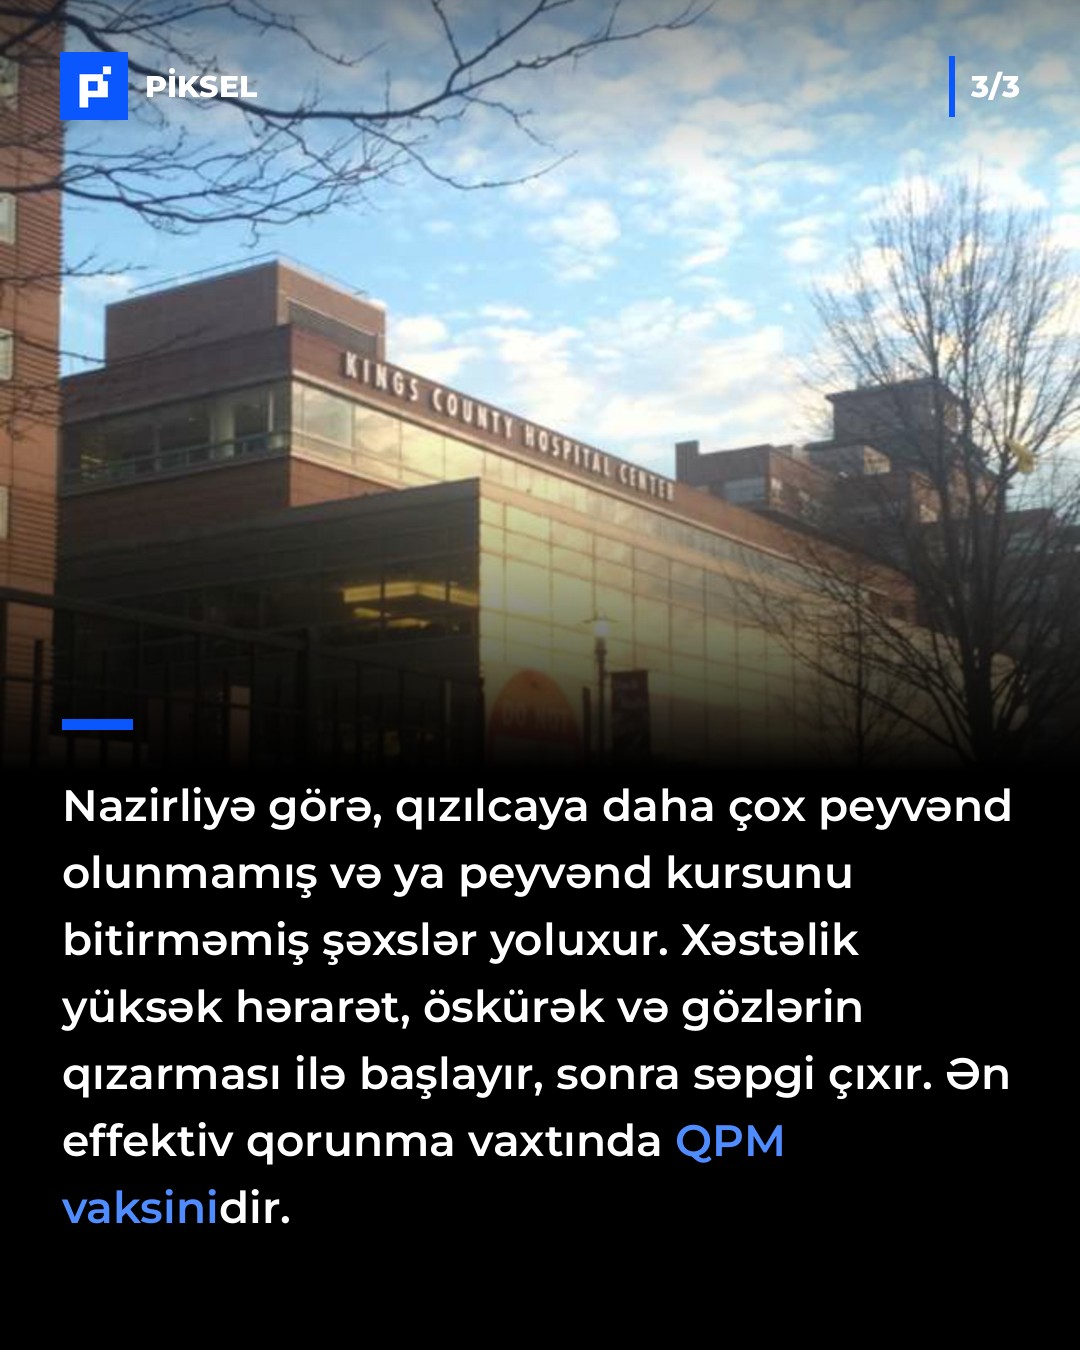 PİKSEL
3/3
KINGS COUNTY HOSPITAL CENTER
DO NOT
Nazirliyə görə, qızılcaya daha çox peyvənd
olunmamış və ya peyvənd kursunu
bitirməmiş şəxslər yoluxur. Xəstəlik
yüksək hərarət, öskürək və gözlərin
qızarması ilə başlayır, sonra səpgi çıxır. Ən
effektiv qorunma vaxtında QPM
vaksinidir.